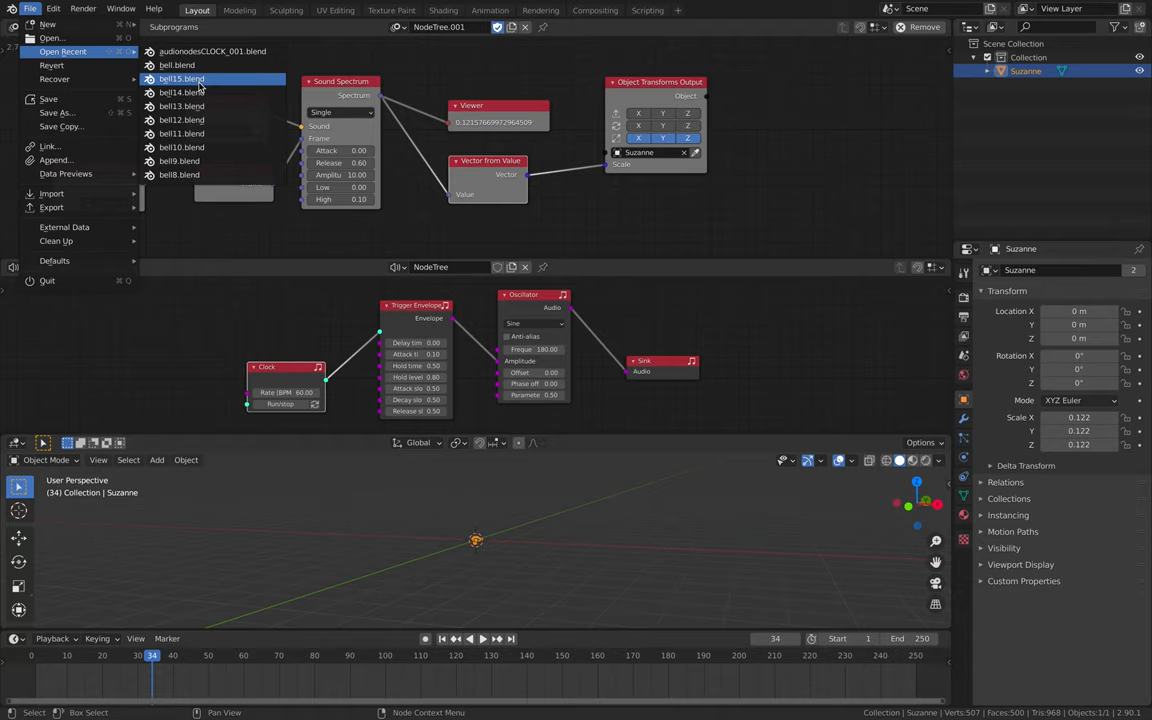 File Edit Render Window Help Layout Modeling Sculpting UV Editing Texture Paint Shading Animation Rendering Compositing Scripting Scene View Layer
Subprograms NodeTree.001 Remove
New
Open...
Open Recent
Revert
Recover
Save
Save As...
Save Copy...
Link...
Append...
Data Previews
Import
Export
External Data
Clean Up
Defaults
Quit
audionodesCLOCK_001.blend
bell.blend
bell15.blend
bell14.blend
bell13.blend
bell12.blend
bell11.blend
bell10.blend
bell9.blend
bell8.blend
Sound Spectrum
Spectrum
Single
Sound
Frame
Attack 0.00
Release 0.60
Amplitu 10.00
Low 0.00
High 0.10
Viewer
0.12157669972964509
Vector from Value
Vector
Value
Object Transforms Output
Object
X Y Z
X Y Z
X Y Z
Suzanne
Scale
Scene Collection
Collection
Suzanne
NodeTree
Clock
Rate (BPM 60.00
Run/stop
Trigger Envelope
Envelope
Delay tim 0.00
Attack ti 0.10
Hold time 0.50
Hold level 0.80
Attack slo 0.50
Decay slo 0.50
Release sl 0.50
Oscillator
Audio
Sine
Anti-alias
Freque 180.00
Amplitude
Offset 0.00
Phase off 0.00
Paramete 0.50
Sink
Audio
Suzanne
Suzanne 2
Transform
Location X 0 m
Y 0 m
Z 0 m
Rotation X 0°
Y 0°
Z 0°
Mode XYZ Euler
Scale X 0.122
Y 0.122
Z 0.122
Delta Transform
Relations
Collections
Instancing
Motion Paths
Visibility
Viewport Display
Custom Properties
Global Options
Object Mode View Select Add Object
User Perspective
(34) Collection | Suzanne
Z
Y
X
Playback Keying View Marker 34 Start 1 End 250
0 10 20 30 34 40 50 60 70 80 90 100 110 120 130 140 150 160 170 180 190 200 210 220 230 240 250
Select Box Select Pan View Node Context Menu Collection | Suzanne | Verts:507 | Faces:500 | Tris:968 | Objects:1/1 | 2.90.1